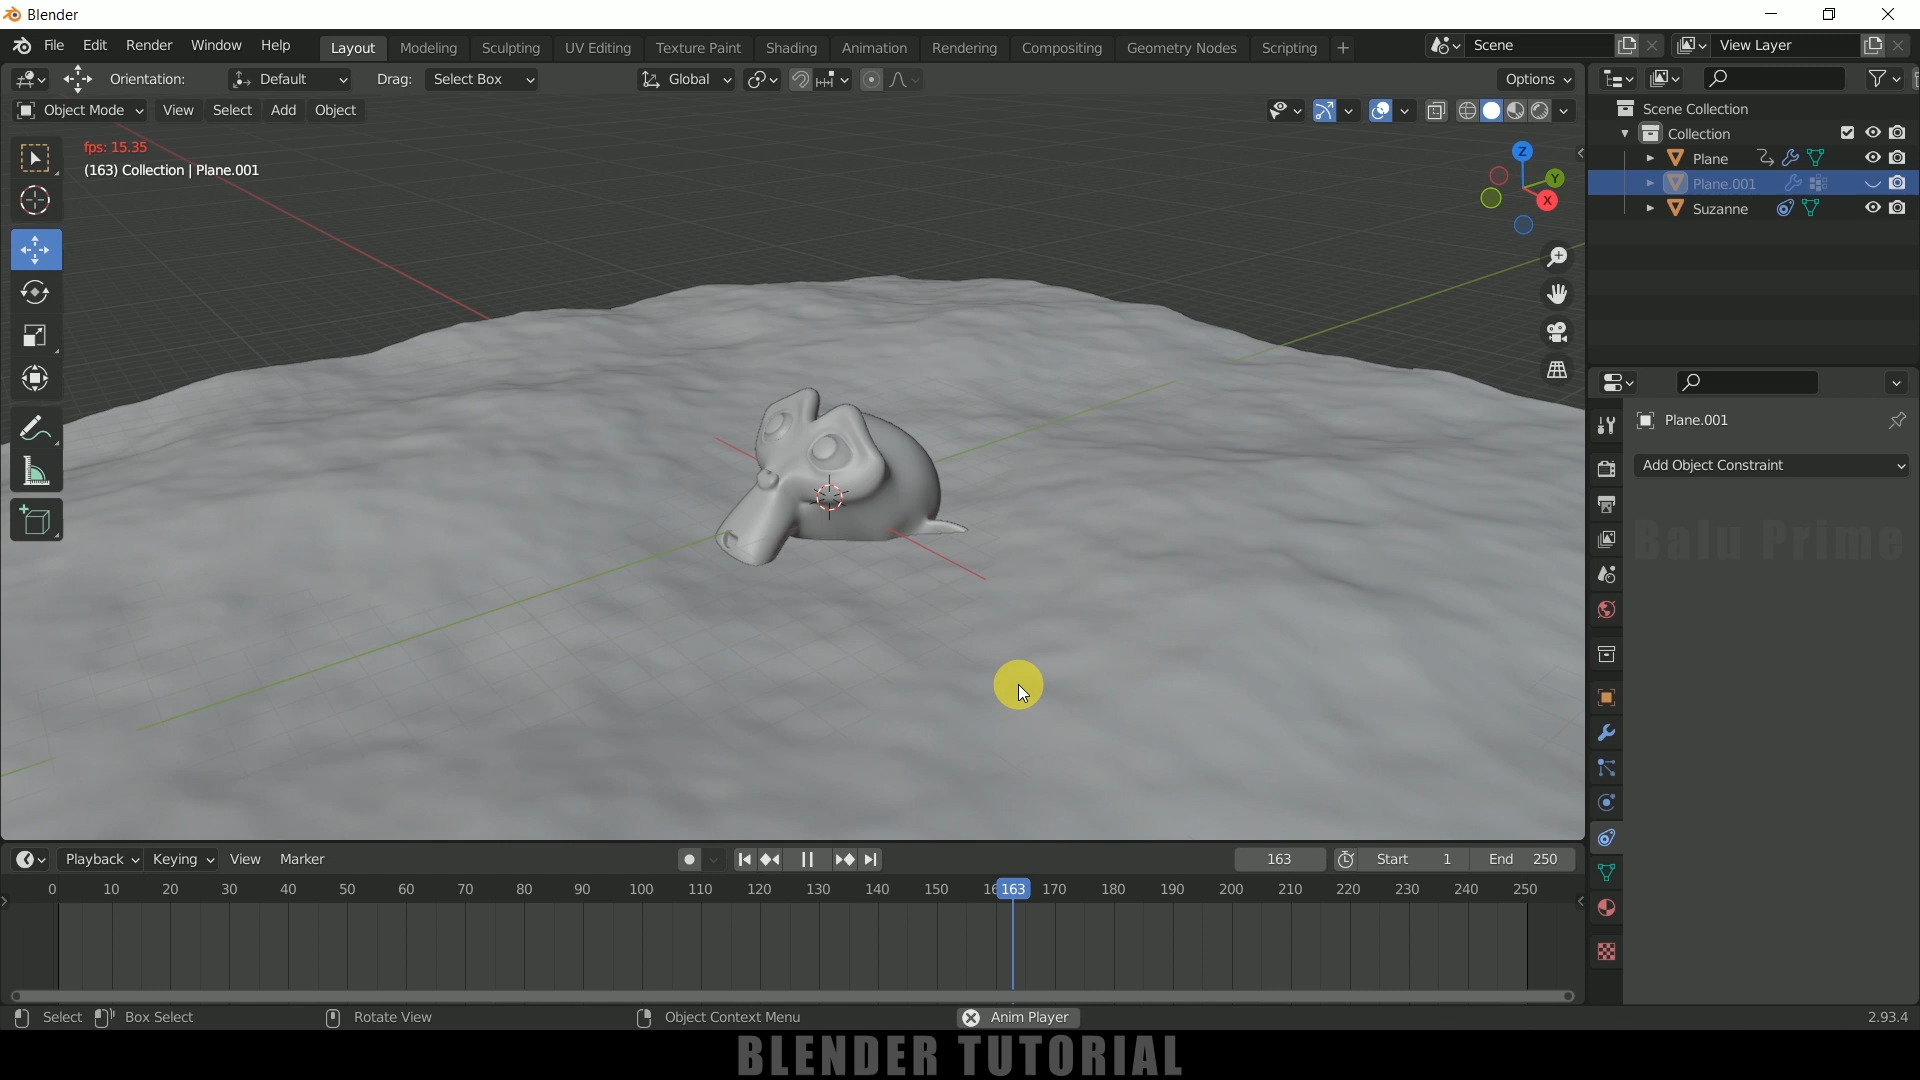 Blender
File Edit Render Window Help Layout Modeling Sculpting UV Editing Texture Paint Shading Animation Rendering Compositing Geometry Nodes Scripting + Scene View Layer
Orientation: Default Drag: Select Box Global Options
Object Mode View Select Add Object
Scene Collection
Collection
Plane
Plane.001
Suzanne
fps: 15.35
(163) Collection | Plane.001
Z
Y
X
Plane.001
Add Object Constraint
Balu Prime
Playback Keying View Marker 163 Start 1 End 250
0 10 20 30 40 50 60 70 80 90 100 110 120 130 140 150 16 163 170 180 190 200 210 220 230 240 250
Select Box Select Rotate View Object Context Menu Anim Player 2.93.4
BLENDER TUTORIAL